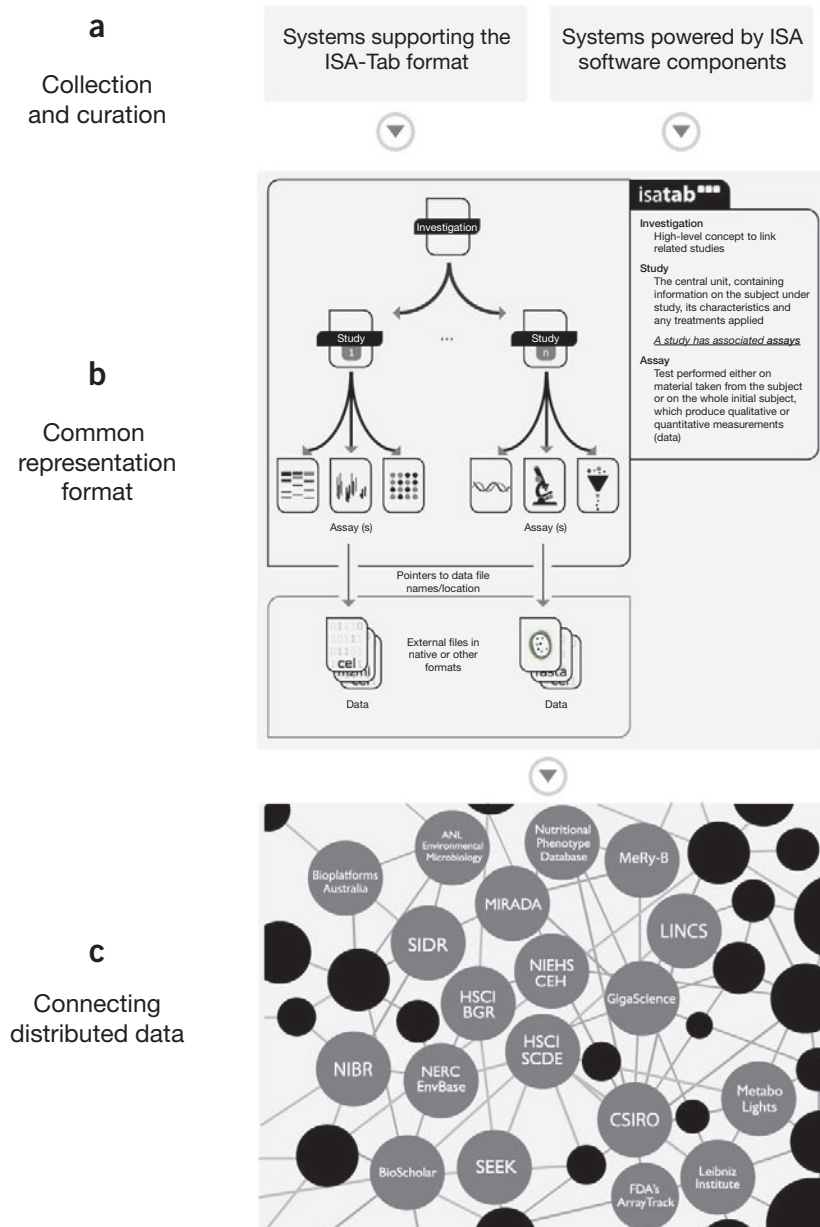 a
Collection
and curation
Systems supporting the
ISA-Tab format
Systems powered by ISA
software components
b
Common
representation
format
Investigation
Study
1
...
Study
n
Assay (s)
Assay (s)
Pointers to data file
names/location
External files in
native or other
formats
cel
Data
Data
isatab
Investigation
High-level concept to link
related studies
Study
The central unit, containing
information on the subject under
study, its characteristics and
any treatments applied
A study has associated assays
Assay
Test performed either on
material taken from the subject
or on the whole initial subject,
which produce qualitative or
quantitative measurements
(data)
c
Connecting
distributed data
Bioplatforms
Australia
ANL
Environmental
Microbiology
Nutritional
Phenotype
Database
MeRy-B
MIRADA
SIDR
LINCS
NIEHS
CEH
HSCI
BGR
GigaScience
HSCI
SCDE
NIBR
NERC
EnvBase
Metabo
Lights
CSIRO
BioScholar
SEEK
FDA's
ArrayTrack
Leibniz
Institute